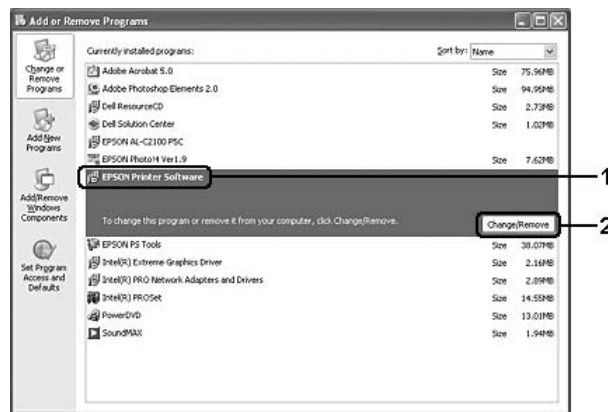 Add or Remove Programs
Change or
Remove
Programs
Add New
Programs
Add/Remove
Windows
Components
Set Program
Access and
Defaults
Currently installed programs:
Sort by: Name
Adobe Acrobat 5.0 Size 75.96MB
Adobe Photoshop Elements 2.0 Size 94.95MB
Dell ResourceCD Size 2.73MB
Dell Solution Center Size 1.02MB
EPSON AL-C2100 PSC
EPSON Photo!4 Ver1.9 Size 7.62MB
EPSON Printer Software 1
To change this program or remove it from your computer, click Change/Remove.
Change/Remove 2
EPSON PS Tools Size 38.07MB
Intel(R) Extreme Graphics Driver Size 2.16MB
Intel(R) PRO Network Adapters and Drivers Size 2.89MB
Intel(R) PROSet Size 14.55MB
PowerDVD Size 13.01MB
SoundMAX Size 1.94MB